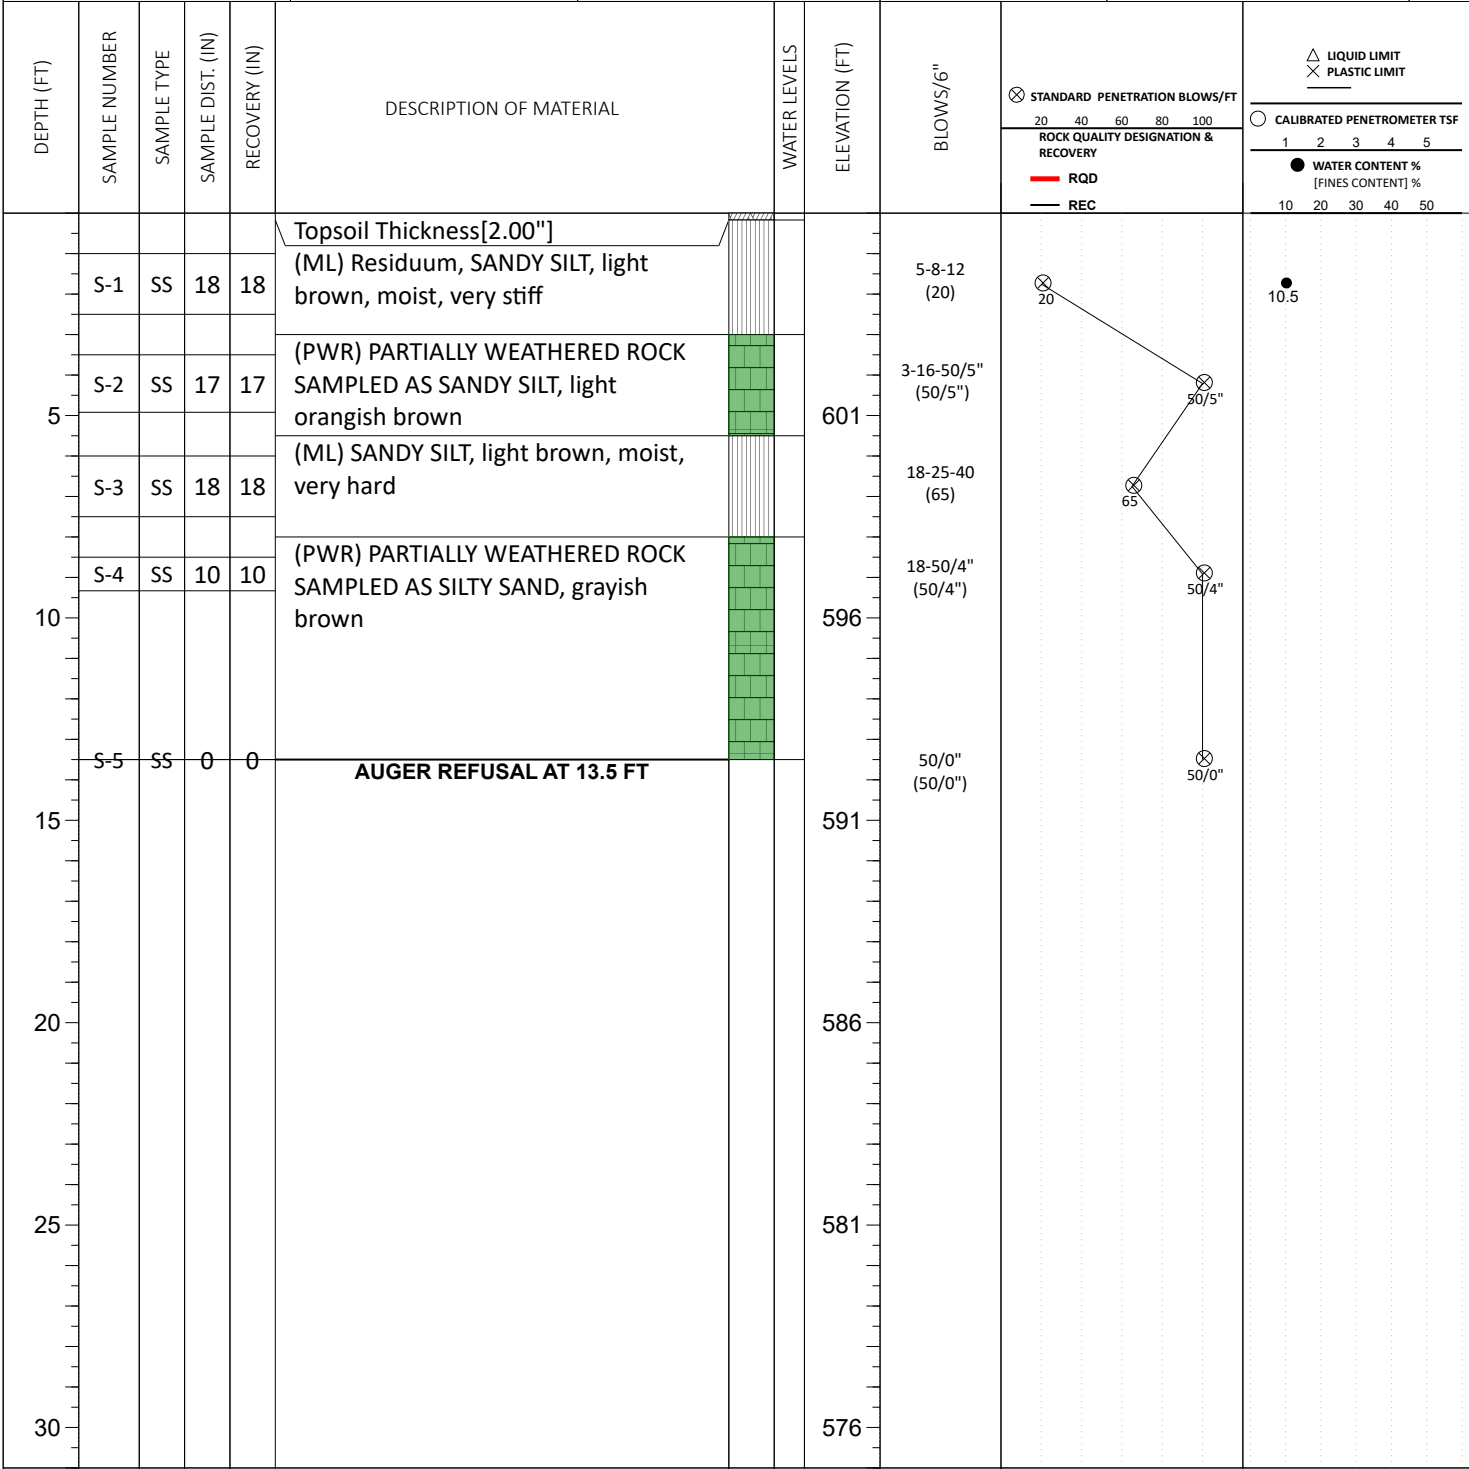 DEPTH (FT)
SAMPLE NUMBER
SAMPLE TYPE
SAMPLE DIST. (IN)
RECOVERY (IN)
DESCRIPTION OF MATERIAL
WATER LEVELS
ELEVATION (FT)
BLOWS/6"
STANDARD PENETRATION BLOWS/FT
20 40 60 80 100
ROCK QUALITY DESIGNATION &
RECOVERY
RQD
REC
LIQUID LIMIT
PLASTIC LIMIT
CALIBRATED PENETROMETER TSF
1 2 3 4 5
WATER CONTENT %
[FINES CONTENT] %
10 20 30 40 50
Topsoil Thickness[2.00"]
S-1 SS 18 18
(ML) Residuum, SANDY SILT, light
brown, moist, very stiff
5-8-12
(20)
20
10.5
S-2 SS 17 17
(PWR) PARTIALLY WEATHERED ROCK
SAMPLED AS SANDY SILT, light
orangish brown
3-16-50/5"
(50/5")
50/5"
5
601
S-3 SS 18 18
(ML) SANDY SILT, light brown, moist,
very hard
18-25-40
(65)
65
S-4 SS 10 10
(PWR) PARTIALLY WEATHERED ROCK
SAMPLED AS SILTY SAND, grayish
brown
18-50/4"
(50/4")
50/4"
10
596
S-5 SS 0 0
AUGER REFUSAL AT 13.5 FT
50/0"
(50/0")
50/0"
15
591
20
586
25
581
30
576